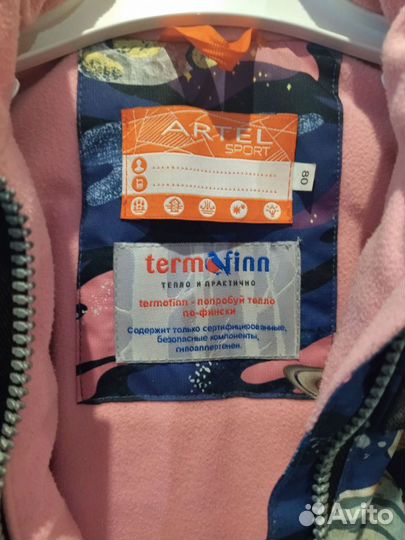 ARTEL
SPORT
80
termofinn
ТЕПЛО И ПРАКТИЧНО
termofinn - попробуй тепло
по-фински
Содержит только сертифицированные,
безопасные компоненты,
гипоаллергенен.
Avito